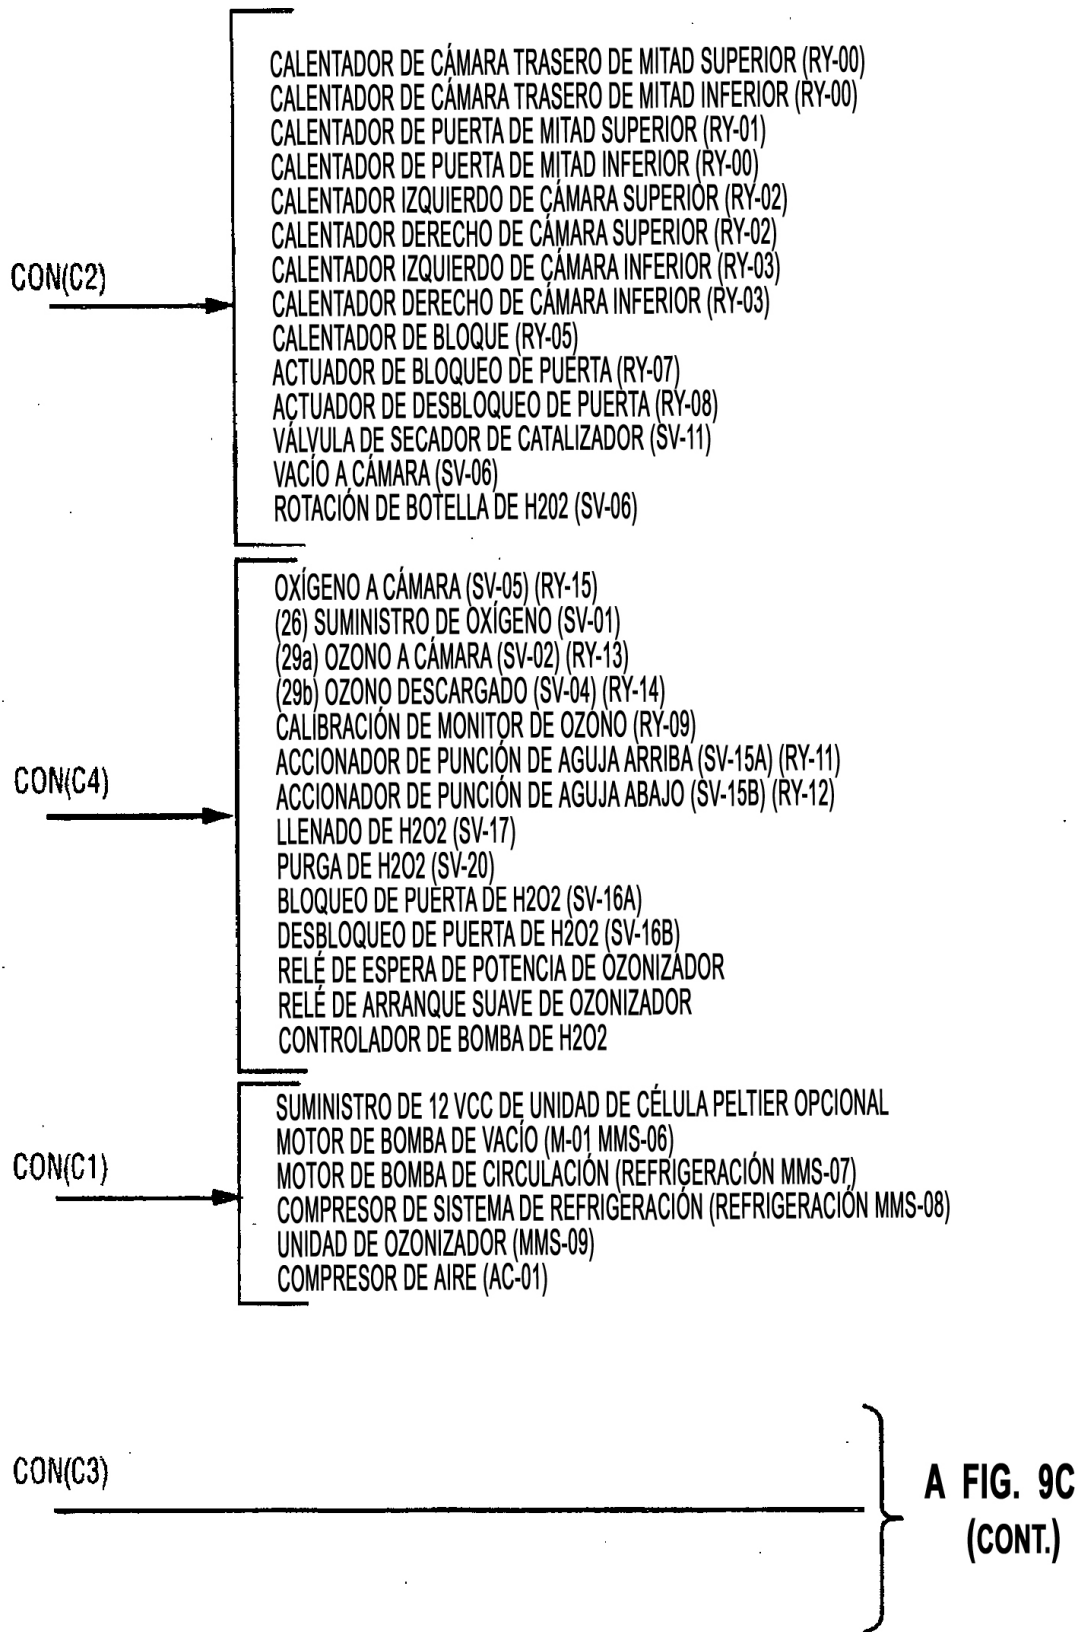 CALENTADOR DE CÁMARA TRASERO DE MITAD SUPERIOR (RY-00)
CALENTADOR DE CÁMARA TRASERO DE MITAD INFERIOR (RY-00)
CALENTADOR DE PUERTA DE MITAD SUPERIOR (RY-01)
CALENTADOR DE PUERTA DE MITAD INFERIOR (RY-00)
CALENTADOR IZQUIERDO DE CÁMARA SUPERIOR (RY-02)
CALENTADOR DERECHO DE CÁMARA SUPERIOR (RY-02)
CON(C2)
CALENTADOR IZQUIERDO DE CÁMARA INFERIOR (RY-03)
CALENTADOR DERECHO DE CÁMARA INFERIOR (RY-03)
CALENTADOR DE BLOQUE (RY-05)
ACTUADOR DE BLOQUEO DE PUERTA (RY-07)
ACTUADOR DE DESBLOQUEO DE PUERTA (RY-08)
VÁLVULA DE SECADOR DE CATALIZADOR (SV-11)
VACÍO A CÁMARA (SV-06)
ROTACIÓN DE BOTELLA DE H202 (SV-06)
OXÍGENO A CÁMARA (SV-05) (RY-15)
(26) SUMINISTRO DE OXÍGENO (SV-01)
(29a) OZONO A CÁMARA (SV-02) (RY-13)
(29b) OZONO DESCARGADO (SV-04) (RY-14)
CALIBRACIÓN DE MONITOR DE OZONO (RY-09)
ACCIONADOR DE PUNCIÓN DE AGUJA ARRIBA (SV-15A) (RY-11)
CON(C4)
ACCIONADOR DE PUNCIÓN DE AGUJA ABAJO (SV-15B) (RY-12)
LLENADO DE H2O2 (SV-17)
PURGA DE H2O2 (SV-20)
BLOQUEO DE PUERTA DE H2O2 (SV-16A)
DESBLOQUEO DE PUERTA DE H2O2 (SV-16B)
RELÉ DE ESPERA DE POTENCIA DE OZONIZADOR
RELÉ DE ARRANQUE SUAVE DE OZONIZADOR
CONTROLADOR DE BOMBA DE H2O2
SUMINISTRO DE 12 VCC DE UNIDAD DE CÉLULA PELTIER OPCIONAL
MOTOR DE BOMBA DE VACÍO (M-01 MMS-06)
CON(C1)
MOTOR DE BOMBA DE CIRCULACIÓN (REFRIGERACIÓN MMS-07)
COMPRESOR DE SISTEMA DE REFRIGERACIÓN (REFRIGERACIÓN MMS-08)
UNIDAD DE OZONIZADOR (MMS-09)
COMPRESOR DE AIRE (AC-01)
CON(C3)
A FIG. 9C
(CONT.)